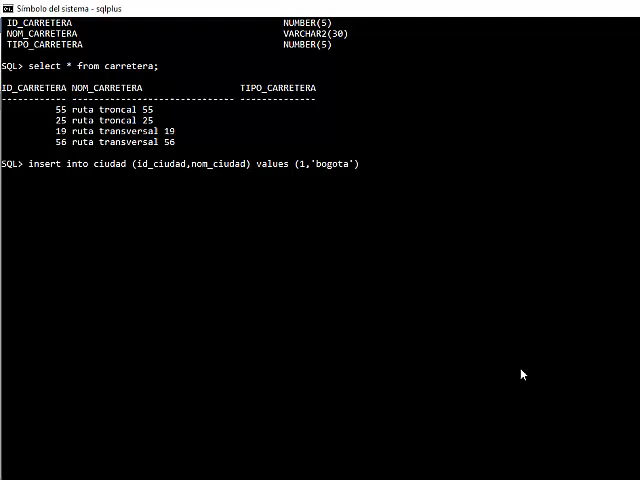 Símbolo del sistema - sqlplus
ID_CARRETERA NUMBER(5)
NOM_CARRETERA VARCHAR2(30)
TIPO_CARRETERA NUMBER(5)
SQL> select * from carretera;
ID_CARRETERA NOM_CARRETERA TIPO_CARRETERA
------------ ------------------------------ --------------
55 ruta troncal 55
25 ruta troncal 25
19 ruta transversal 19
56 ruta transversal 56
SQL> insert into ciudad (id_ciudad,nom_ciudad) values (1,'bogota')